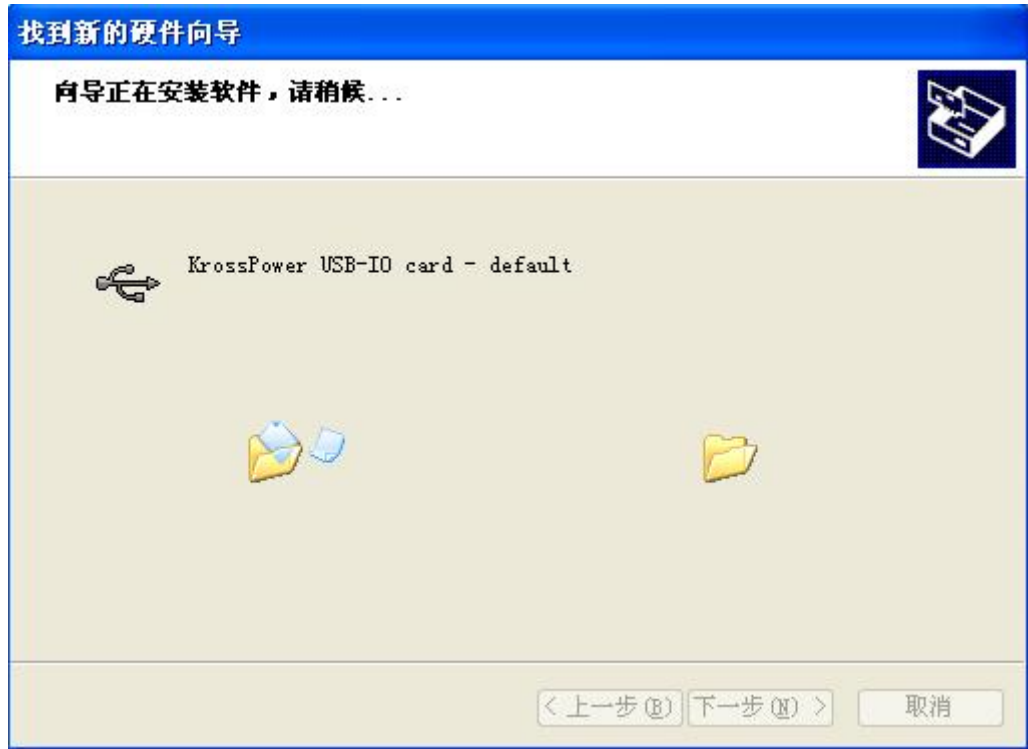 找到新的硬件向导
向导正在安装软件，请稍候...
KrossPower USB-IO card - default
< 上一步(B) 下一步(N) > 取消